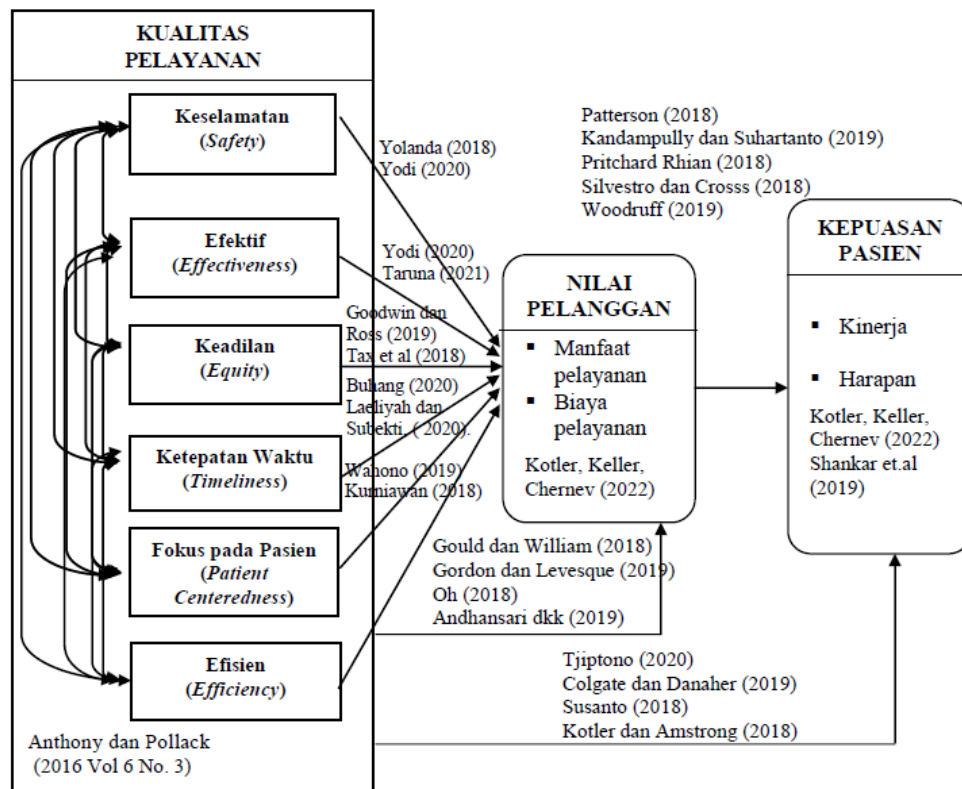 KUALITAS
PELAYANAN
Keselamatan
(Safety)
Efektif
(Effectiveness)
Keadilan
(Equity)
Ketepatan Waktu
(Timeliness)
Fokus pada Pasien
(Patient
Centeredness)
Efisien
(Efficiency)
Anthony dan Pollack
(2016 Vol 6 No. 3)
Yolanda (2018)
Yodi (2020)
Yodi (2020)
Taruna (2021)
Goodwin dan
Ross (2019)
Tax et al (2018)
Buhang (2020)
Laeliyah dan
Subekti, ( 2020).
Wahono (2019)
Kurniawan (2018)
NILAI
PELANGGAN
▪ Manfaat
pelayanan
▪ Biaya
pelayanan
Kotler, Keller,
Chernev (2022)
Gould dan William (2018)
Gordon dan Levesque (2019)
Oh (2018)
Andhansari dkk (2019)
Patterson (2018)
Kandampully dan Suhartanto (2019)
Pritchard Rhian (2018)
Silvestro dan Crosss (2018)
Woodruff (2019)
KEPUASAN
PASIEN
▪ Kinerja
▪ Harapan
Kotler, Keller,
Chernev (2022)
Shankar et.al
(2019)
Tjiptono (2020)
Colgate dan Danaher (2019)
Susanto (2018)
Kotler dan Amstrong (2018)